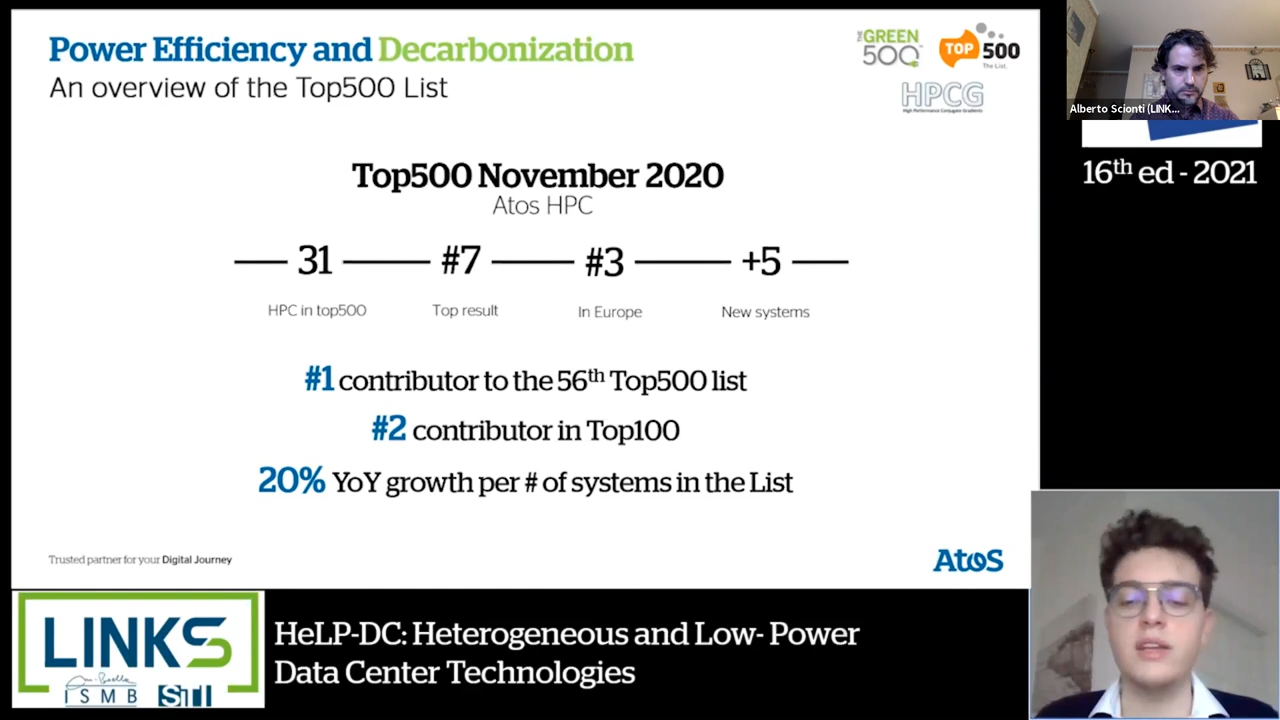 Power Efficiency and Decarbonization
An overview of the Top500 List
THE GREEN
500
TOP 500
The List.
HPCG
High Performance Conjugate Gradients
Alberto Scionti (LINK...
16th ed - 2021
Top500 November 2020
Atos HPC
31 #7 #3 +5
HPC in top500 Top result In Europe New systems
#1 contributor to the 56th Top500 list
#2 contributor in Top100
20% YoY growth per # of systems in the List
Trusted partner for your Digital Journey
Atos
LINKS
ISMB
HeLP-DC: Heterogeneous and Low- Power
Data Center Technologies